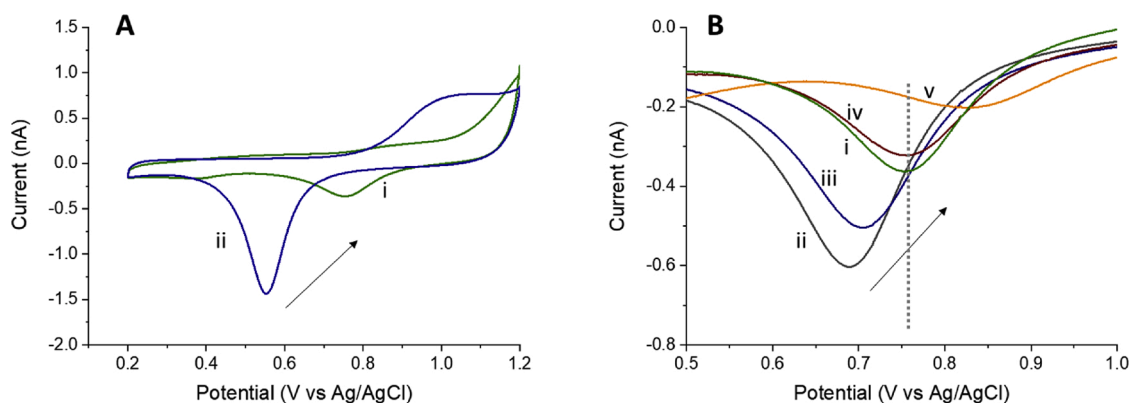 A
1.5
1.0
0.5
0.0
-0.5
-1.0
-1.5
-2.0
Current (nA)
i
ii
0.2
0.4
0.6
0.8
1.0
1.2
Potential (V vs Ag/AgCl)
B
0.0
-0.2
-0.4
-0.6
-0.8
Current (nA)
v
iv
i
iii
ii
0.5
0.6
0.7
0.8
0.9
1.0
Potential (V vs Ag/AgCl)